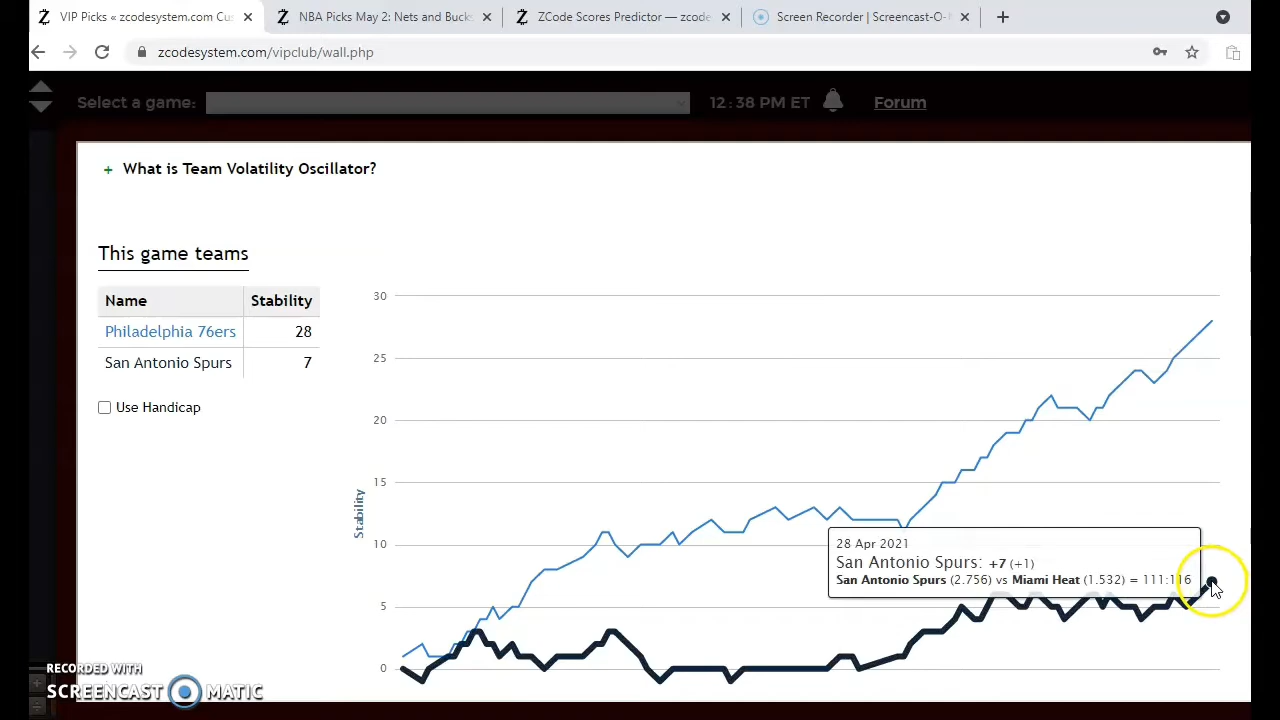 VIP Picks « zcodesystem.com Cus
NBA Picks May 2: Nets and Bucks
ZCode Scores Predictor — zcode
Screen Recorder | Screencast-O-
zcodesystem.com/vipclub/wall.php
Select a game:
12:38 PM ET
Forum
+ What is Team Volatility Oscillator?
This game teams
Name Stability
Philadelphia 76ers 28
San Antonio Spurs 7
Use Handicap
30
25
20
15
10
5
0
Stability
28 Apr 2021
San Antonio Spurs: +7 (+1)
San Antonio Spurs (2.756) vs Miami Heat (1.532) = 111:116
RECORDED WITH
SCREENCAST MATIC